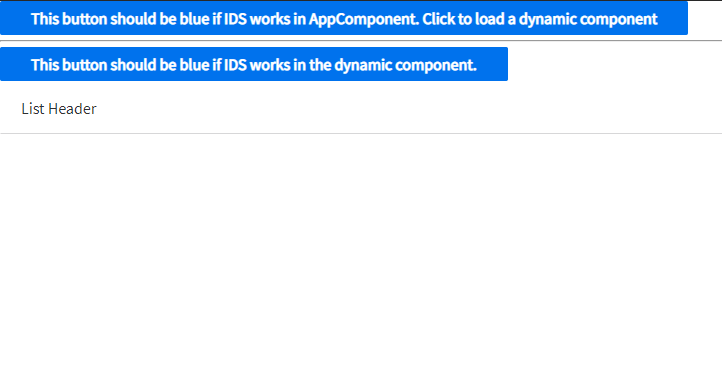 This button should be blue if IDS works in AppComponent. Click to load a dynamic component
This button should be blue if IDS works in the dynamic component.
List Header